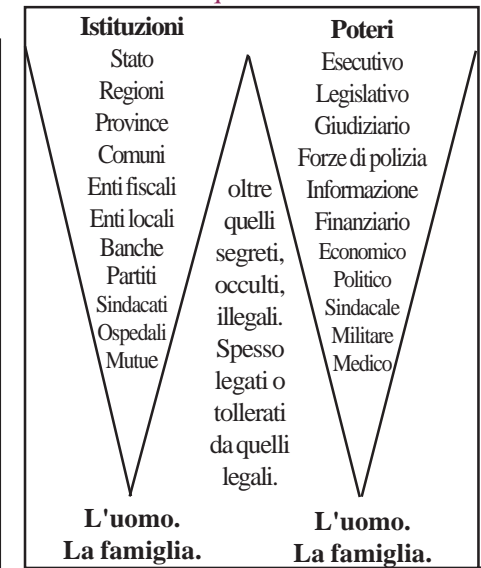 Istituzioni
Stato
Regioni
Province
Comuni
Enti fiscali
Enti locali
Banche
Partiti
Sindacati
Ospedali
Mutue
L'uomo.
La famiglia.
oltre
quelli
segreti,
occulti,
illegali.
Spesso
legati o
tollerati
da quelli
legali.
Poteri
Esecutivo
Legislativo
Giudiziario
Forze di polizia
Informazione
Finanziario
Economico
Politico
Sindacale
Militare
Medico
L'uomo.
La famiglia.